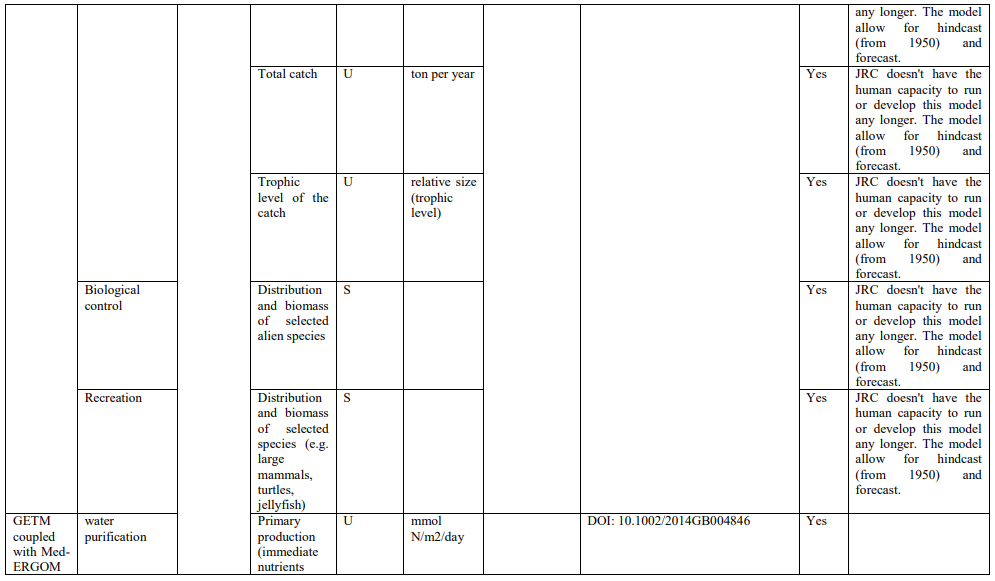 any longer. The model
allow for hindcast
(from 1950) and
forecast.
Total catch U ton per year Yes JRC doesn't have the
human capacity to run
or develop this model
any longer. The model
allow for hindcast
(from 1950) and
forecast.
Trophic U relative size Yes JRC doesn't have the
level of the (trophic human capacity to run
catch level) or develop this model
any longer. The model
allow for hindcast
(from 1950) and
forecast.
Biological Distribution S Yes JRC doesn't have the
control and biomass human capacity to run
of selected or develop this model
alien species any longer. The model
allow for hindcast
(from 1950) and
forecast.
Recreation Distribution S Yes JRC doesn't have the
and biomass human capacity to run
of selected or develop this model
species (e.g. any longer. The model
large allow for hindcast
mammals, (from 1950) and
turtles, forecast.
jellyfish)
GETM water Primary U mmol DOI: 10.1002/2014GB004846 Yes
coupled purification production N/m2/day
with Med- (immediate
ERGOM nutrients